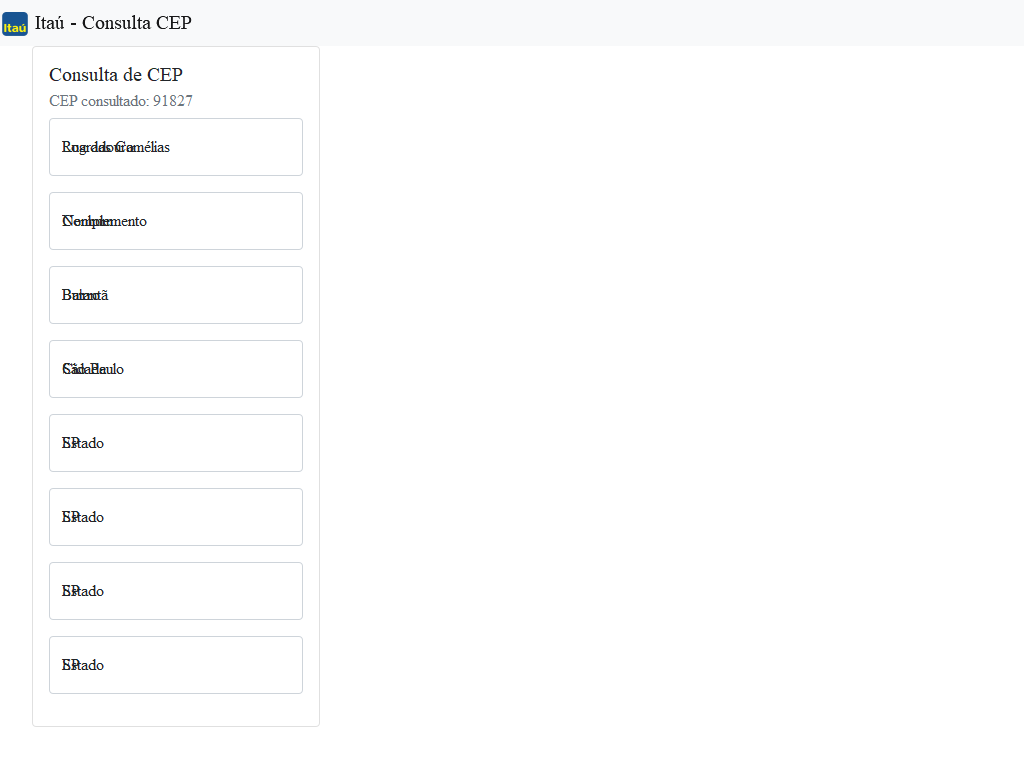 Itaú
Itaú - Consulta CEP
Consulta de CEP
CEP consultado: 91827
Logradouro
Rua das Camélias
Complemento
Nenhum
Bairro
Butantã
Cidade
São Paulo
Estado
SP
Estado
SP
Estado
SP
Estado
SP